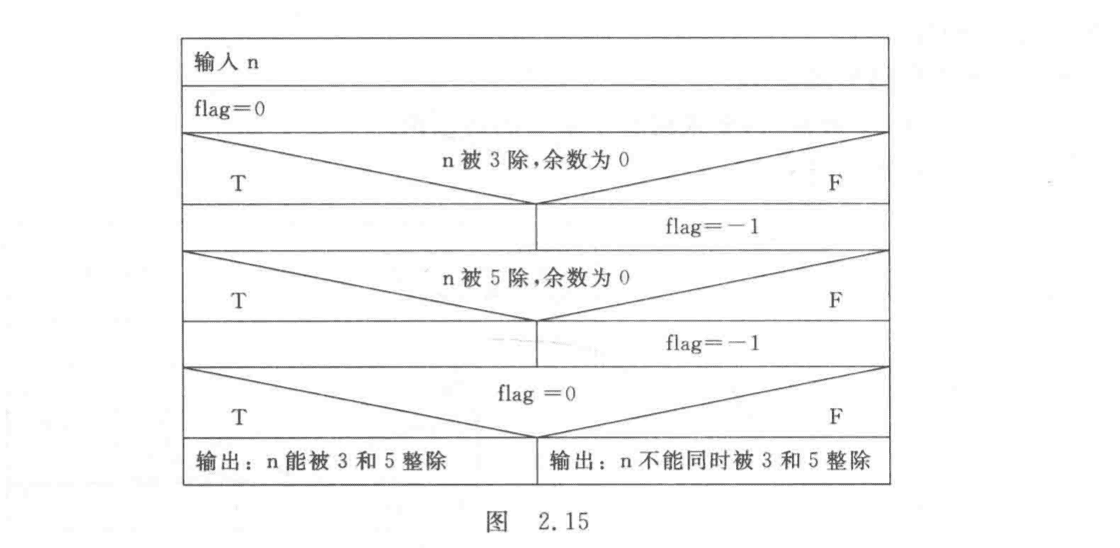 输入 n
flag=0
n 被 3 除,余数为 0
T
F
flag=-1
n 被 5 除,余数为 0
T
F
flag=-1
flag =0
T
F
输出: n 能被 3 和 5 整除
输出: n 不能同时被 3 和 5 整除
图 2.15